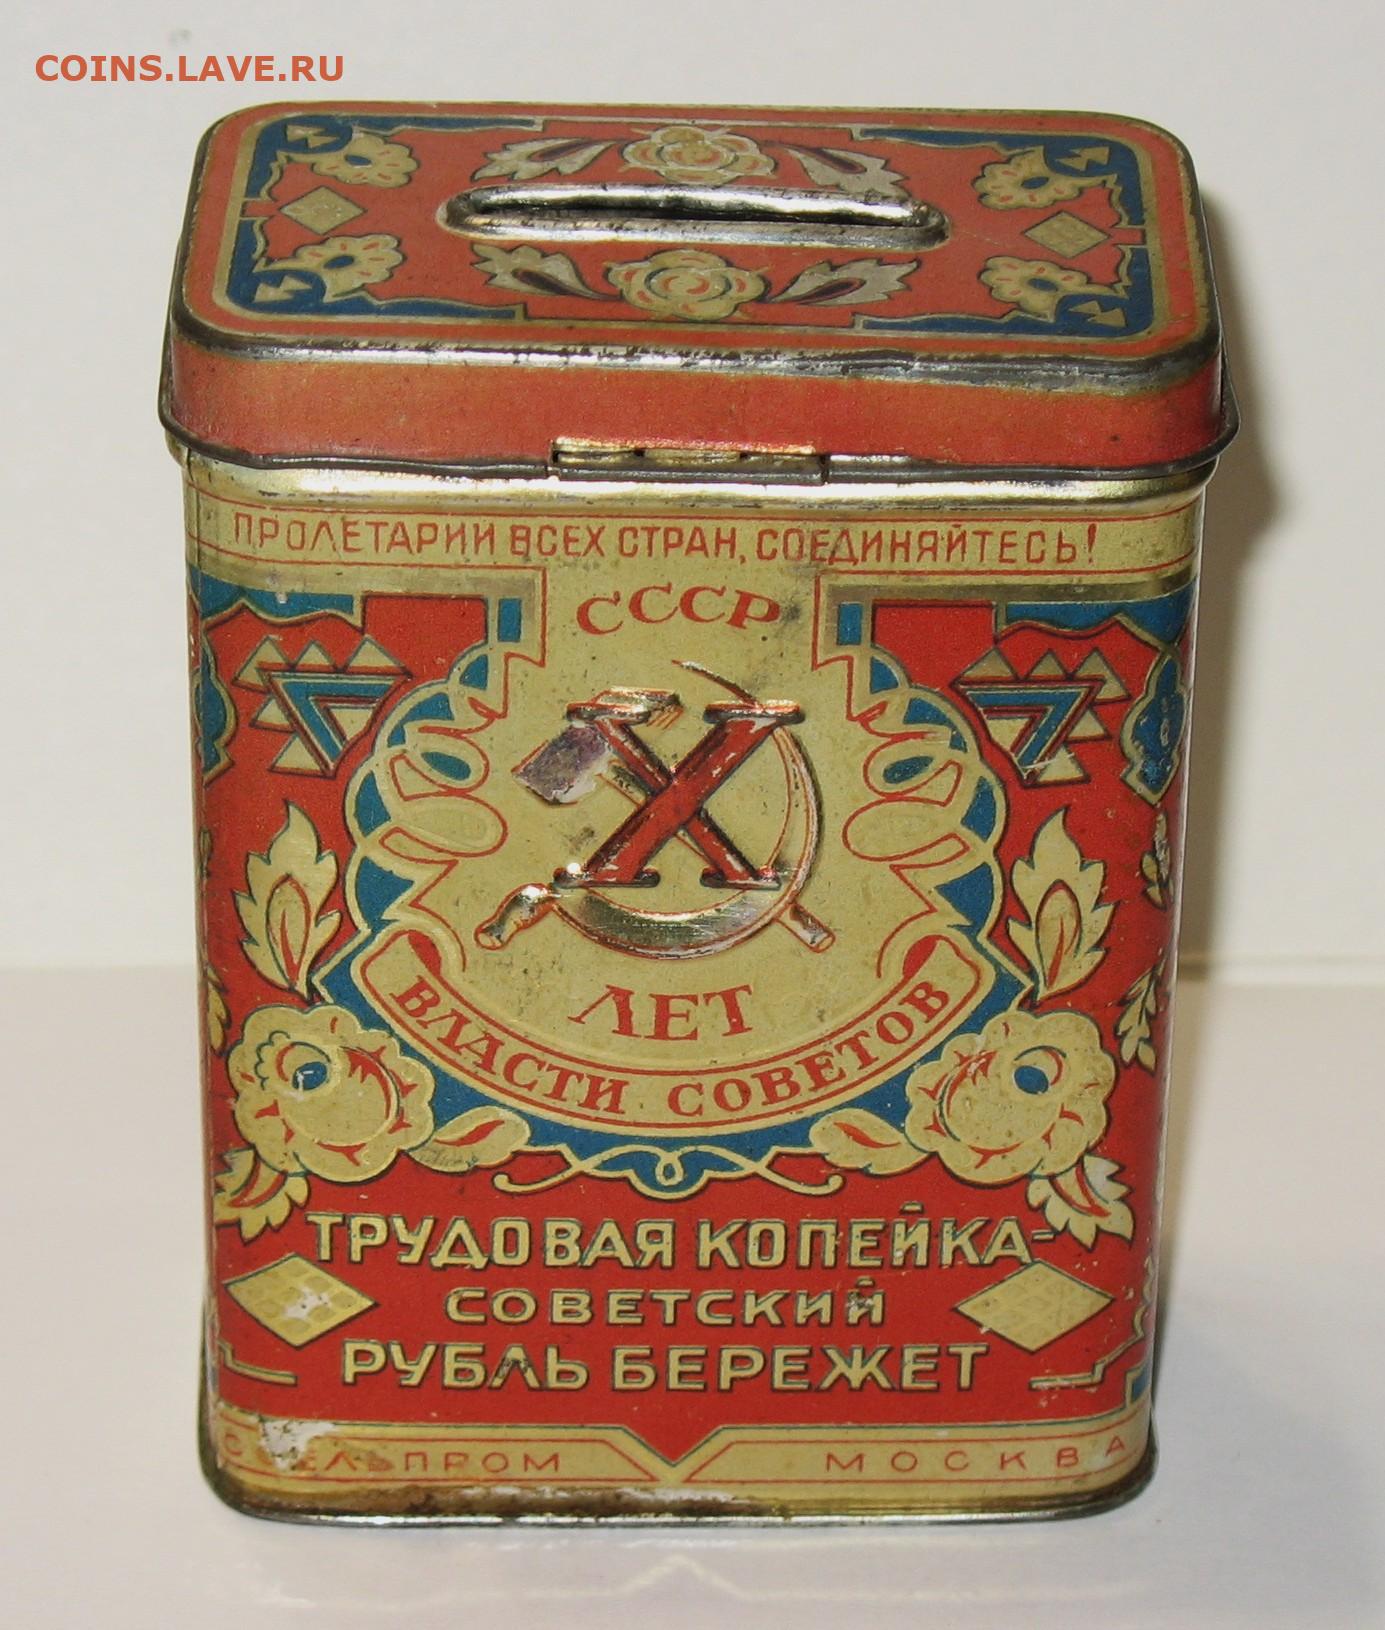 COINS.LAVE.RU
ПРОЛЕТАРИИ ВСЕХ СТРАН, СОЕДИНЯЙТЕСЬ!
СССР
X
ЛЕТ
ВЛАСТИ СОВЕТОВ
ТРУДОВАЯ КОПЕЙКА-
СОВЕТСКИЙ
РУБЛЬ БЕРЕЖЕТ
МОСКВА